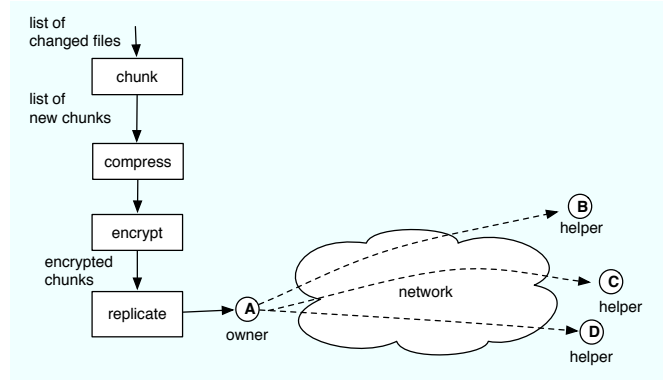 list of
changed files
chunk
list of
new chunks
compress
encrypt
encrypted
chunks
replicate
A
owner
network
B
helper
C
helper
D
helper